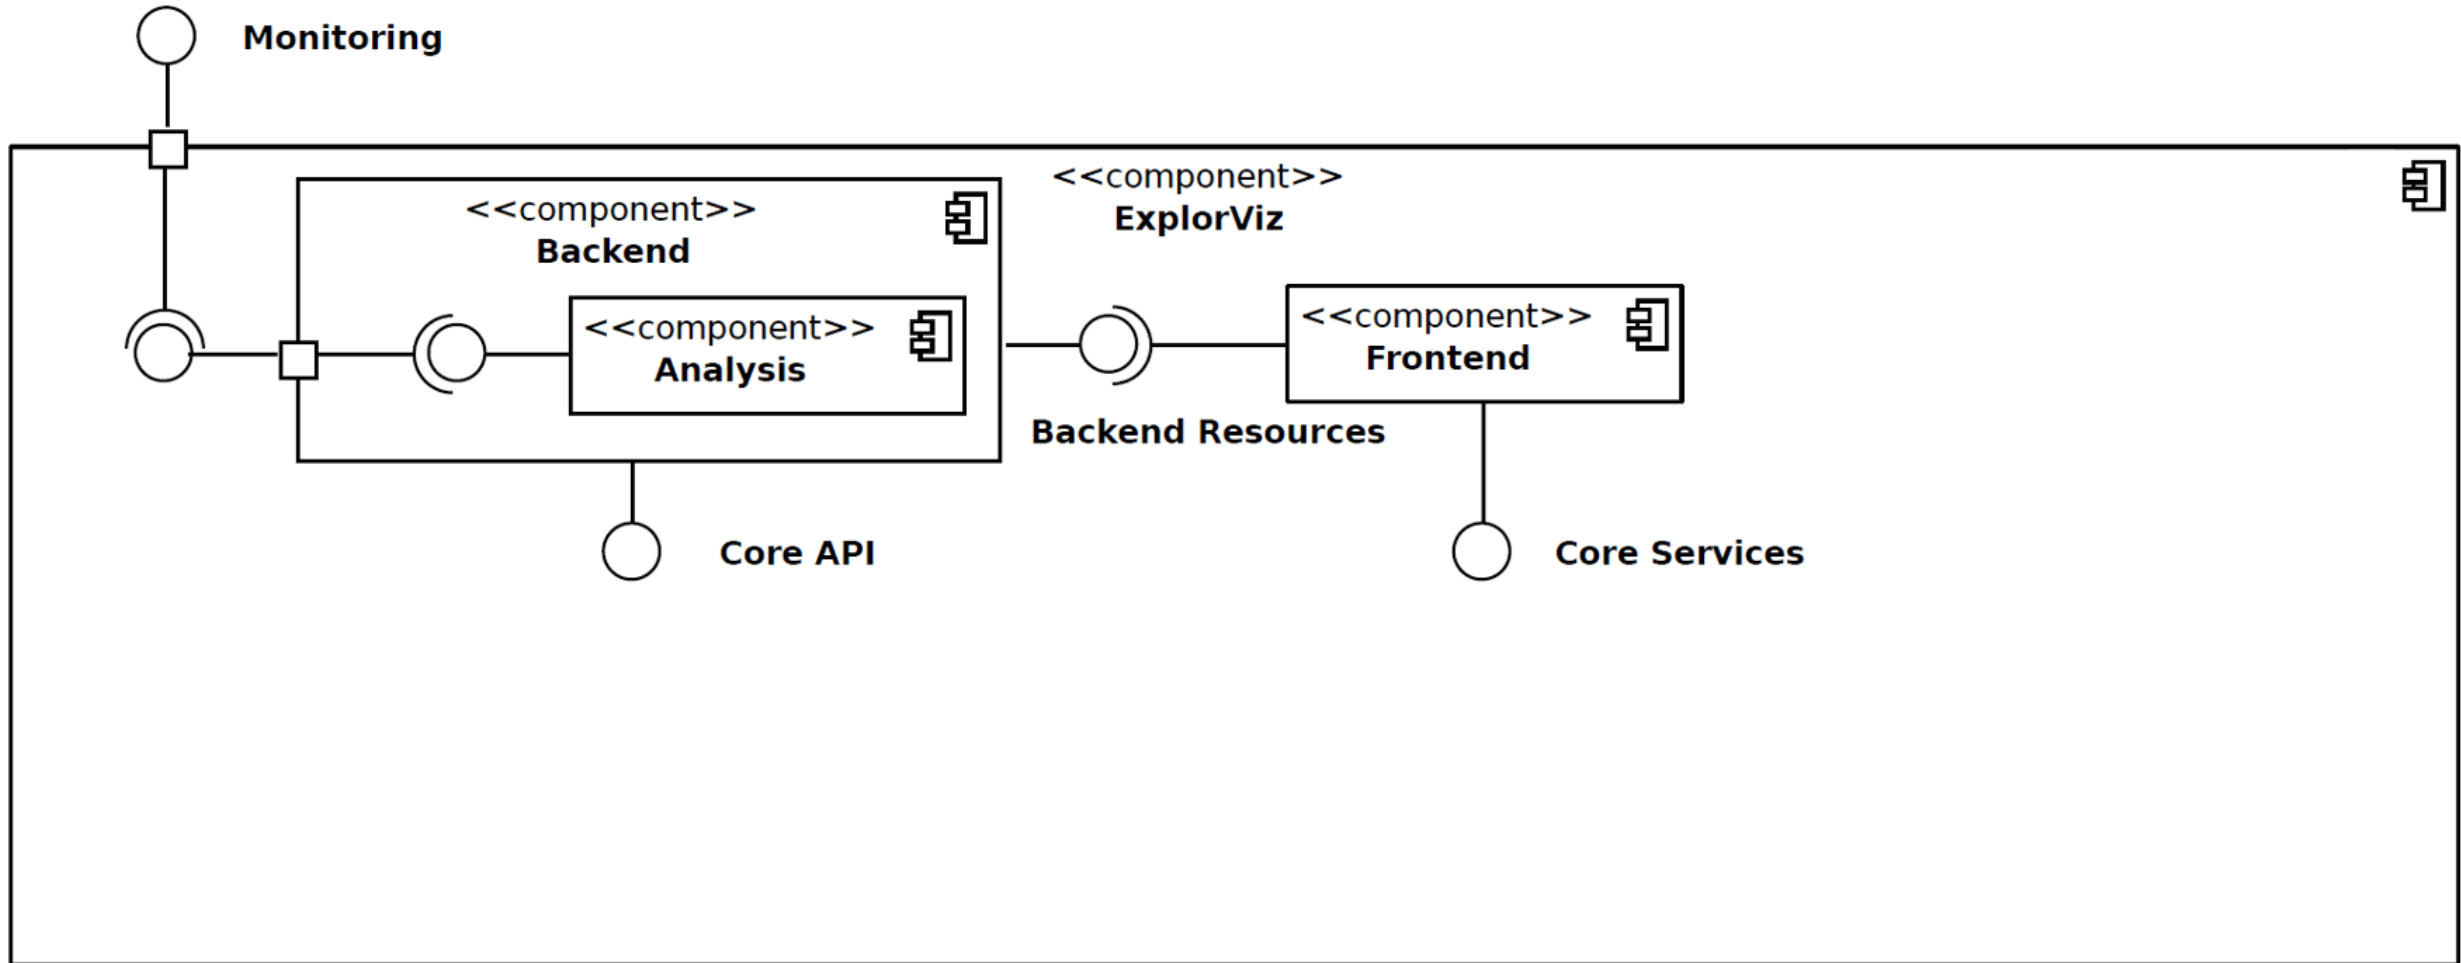 Monitoring
<<component>>
ExplorViz
<<component>>
Backend
<<component>>
Analysis
<<component>>
Frontend
Backend Resources
Core API
Core Services